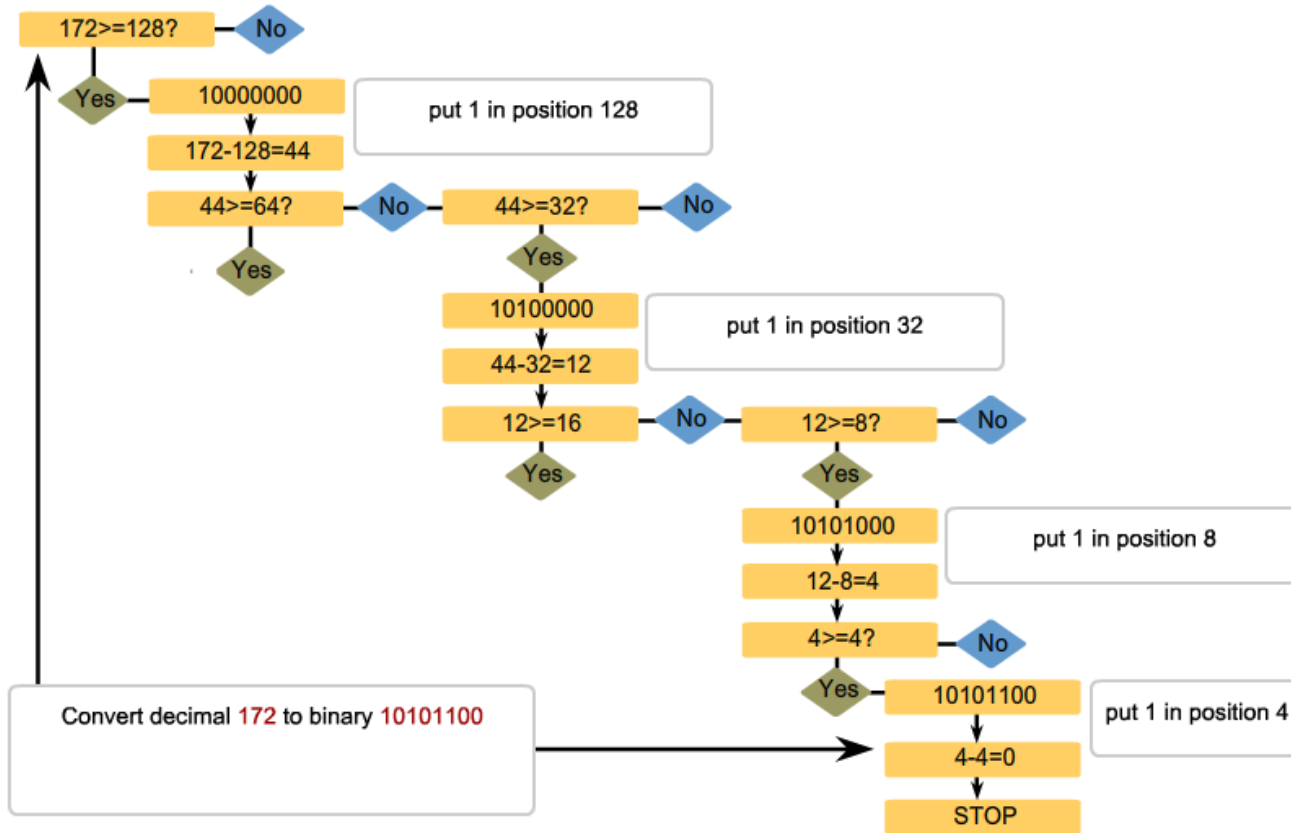 172>=128?
No
Yes
10000000
put 1 in position 128
172-128=44
44>=64?
No
44>=32?
No
Yes
Yes
10100000
put 1 in position 32
44-32=12
12>=16
No
12>=8?
No
Yes
Yes
10101000
put 1 in position 8
12-8=4
4>=4?
No
Yes
10101100
put 1 in position 4
Convert decimal 172 to binary 10101100
4-4=0
STOP